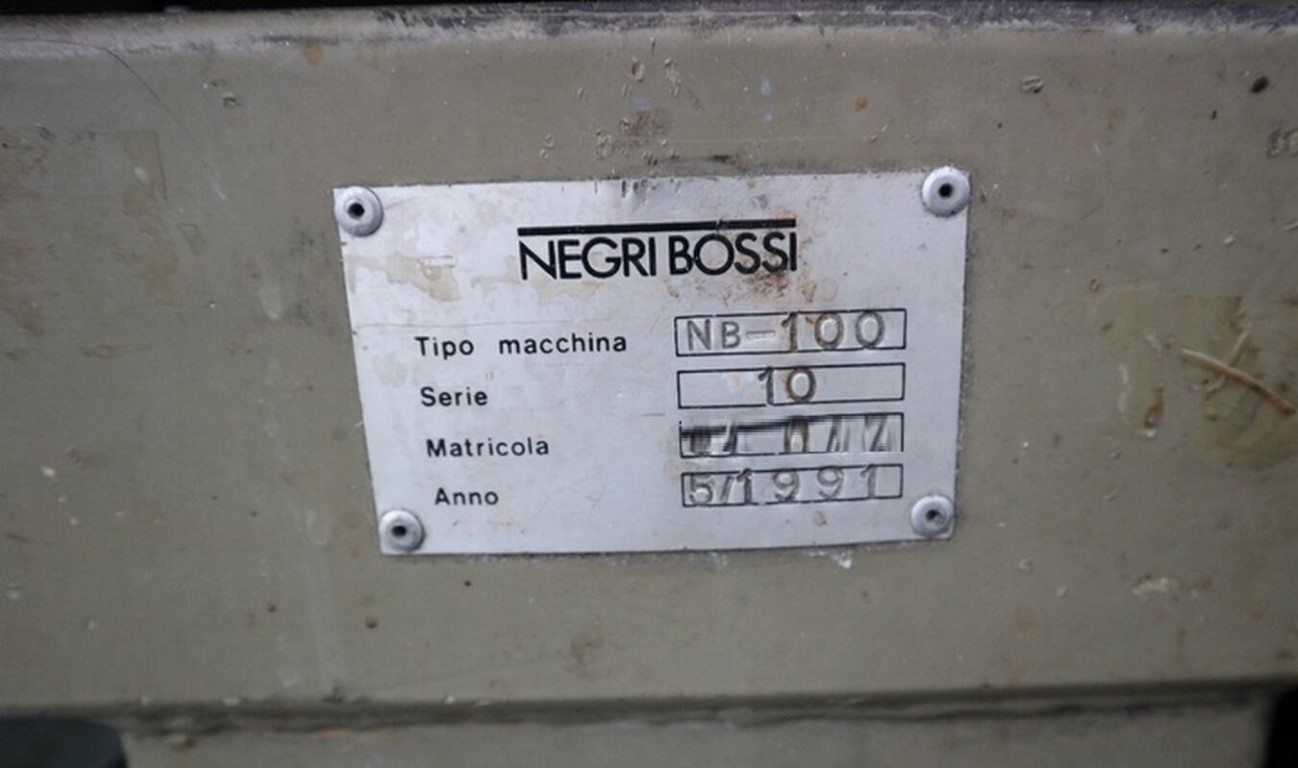 NEGRI BOSSI
Tipo macchina NB-100
Serie 10
Matricola
Anno 5/1991